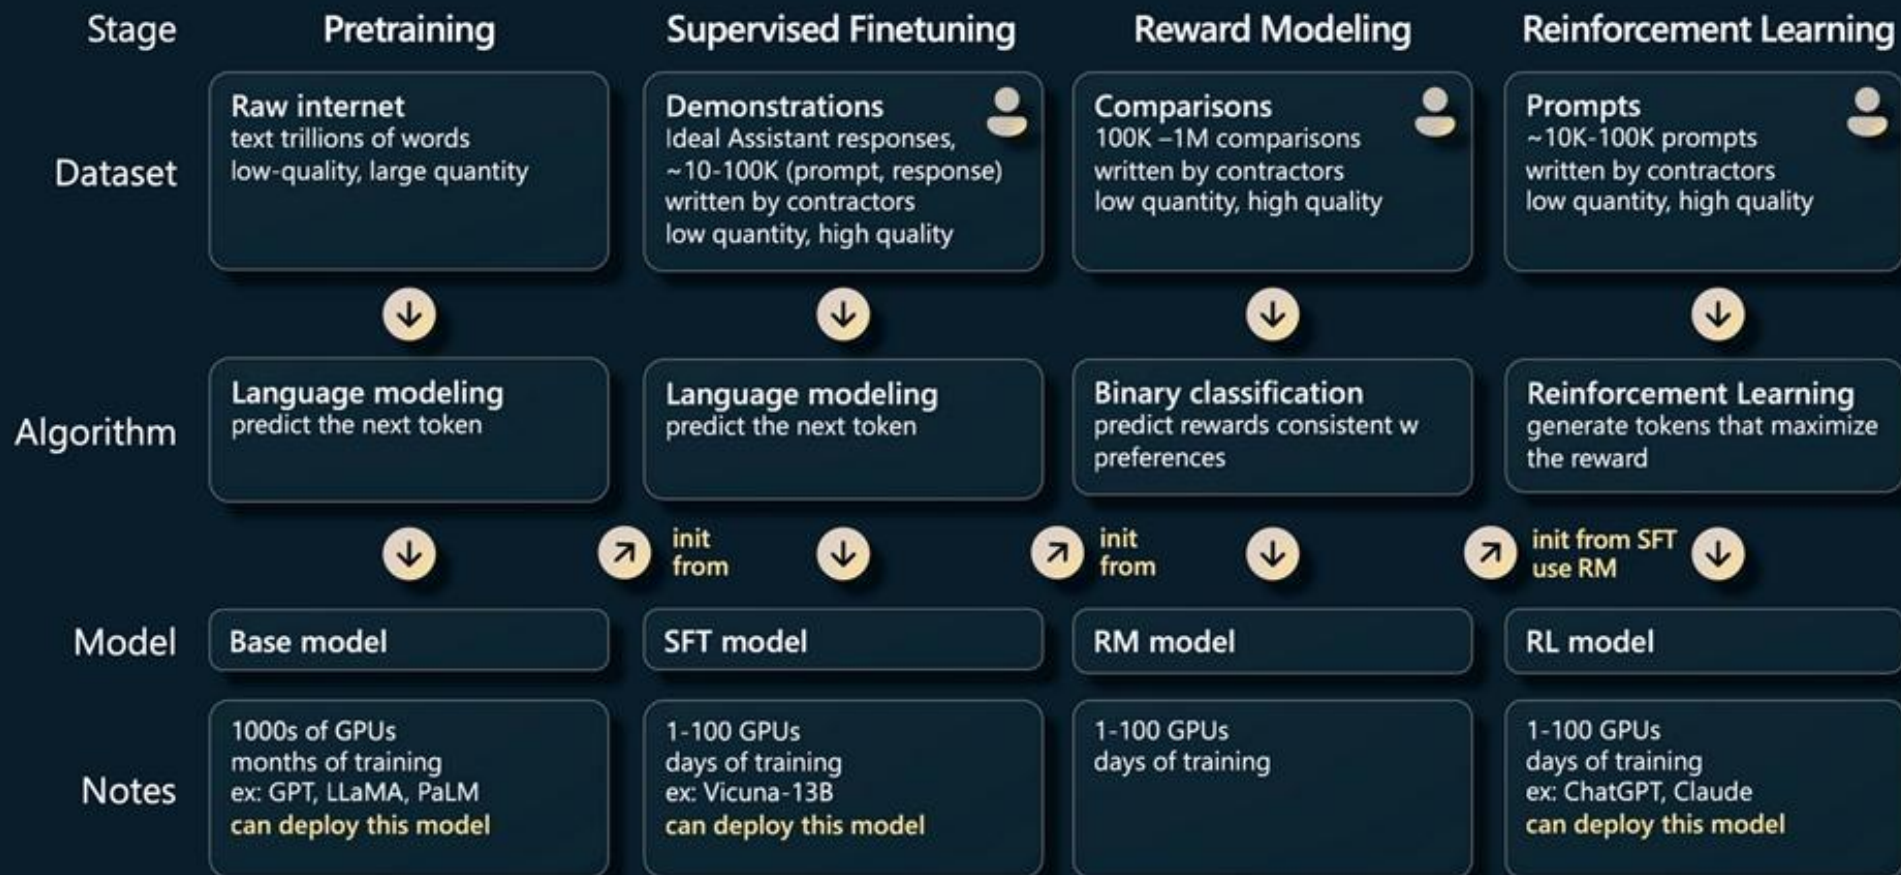 Stage
Pretraining
Supervised Finetuning
Reward Modeling
Reinforcement Learning
Dataset
Raw internet
text trillions of words
low-quality, large quantity
Demonstrations
Ideal Assistant responses,
~10-100K (prompt, response)
written by contractors
low quantity, high quality
Comparisons
100K –1M comparisons
written by contractors
low quantity, high quality
Prompts
~10K-100K prompts
written by contractors
low quantity, high quality
Algorithm
Language modeling
predict the next token
Language modeling
predict the next token
Binary classification
predict rewards consistent w
preferences
Reinforcement Learning
generate tokens that maximize
the reward
init
from
init
from
init from SFT
use RM
Model
Base model
SFT model
RM model
RL model
Notes
1000s of GPUs
months of training
ex: GPT, LLaMA, PaLM
can deploy this model
1-100 GPUs
days of training
ex: Vicuna-13B
can deploy this model
1-100 GPUs
days of training
1-100 GPUs
days of training
ex: ChatGPT, Claude
can deploy this model